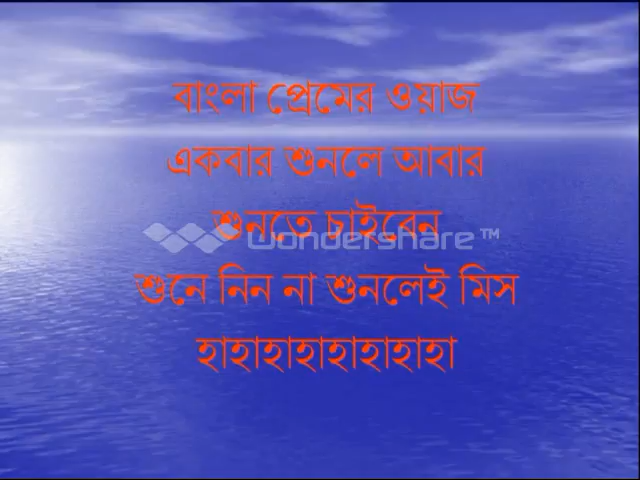 বাংলা প্রেমের ওয়াজ
একবার শুনলে আবার
শুনতে চাইবেন
wondershare™
শুনে নিন না শুনলেই মিস
হাহাহাহাহাহাহাহা